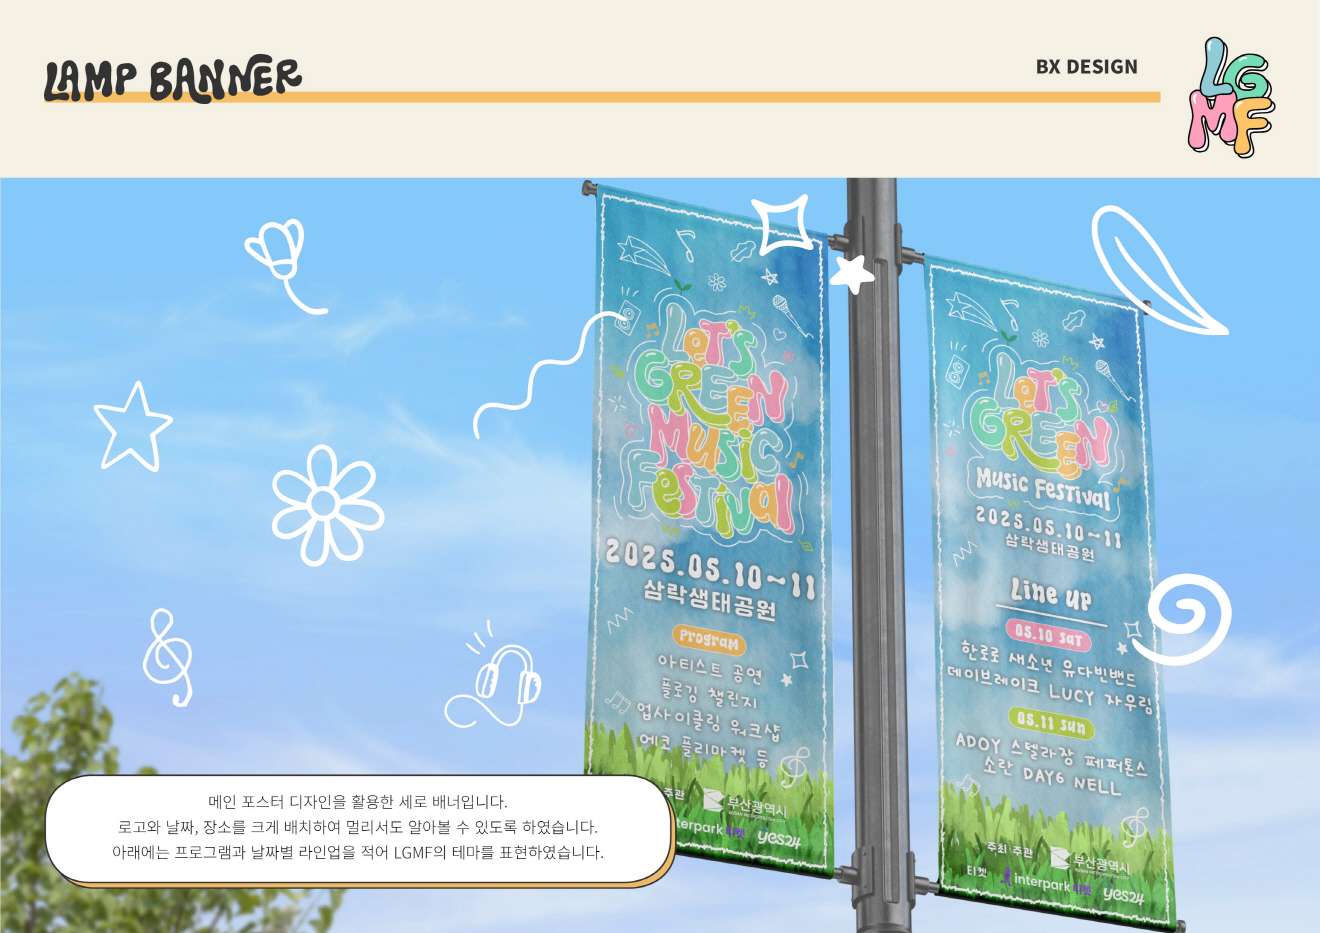 LAMP BANNER
BX DESIGN
LG
MF
LeT'S
GREEN
MUSiC
FeSTiVal
2025.05.10~11
삼락생태공원
PrograM
아티스트 공연
플로깅 챌린지
업사이클링 워크샵
에코 플리마켓 등
주관 부산광역시
terpark 티켓 yes24
LeT'S
GREEN
Music Festival
2025.05.10~11
삼락생태공원
Line up
05.10 SaT
한로로 새소년 유다빈밴드
데이브레이크 LUCY 자우림
05.11 Sun
ADOY 스텔라장 페퍼톤스
소란 DAY6 NELL
주최 주관 부산광역시
티켓 interpark 티켓 yes24
메인 포스터 디자인을 활용한 세로 배너입니다.
로고와 날짜, 장소를 크게 배치하여 멀리서도 알아볼 수 있도록 하였습니다.
아래에는 프로그램과 날짜별 라인업을 적어 LGMF의 테마를 표현하였습니다.